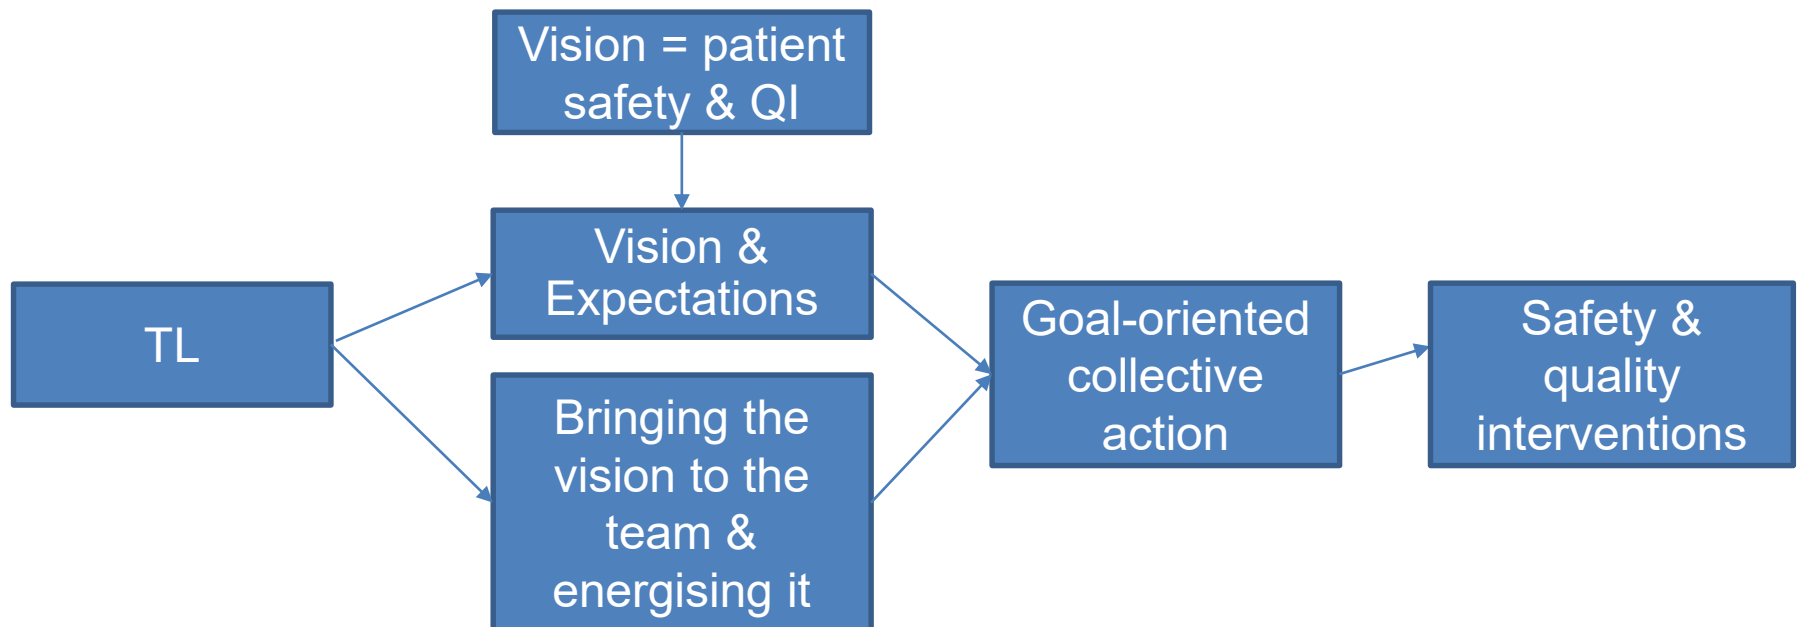 Vision = patient
safety & QI
Vision &
Expectations
TL
Bringing the
vision to the
team &
energising it
Goal-oriented
collective
action
Safety &
quality
interventions